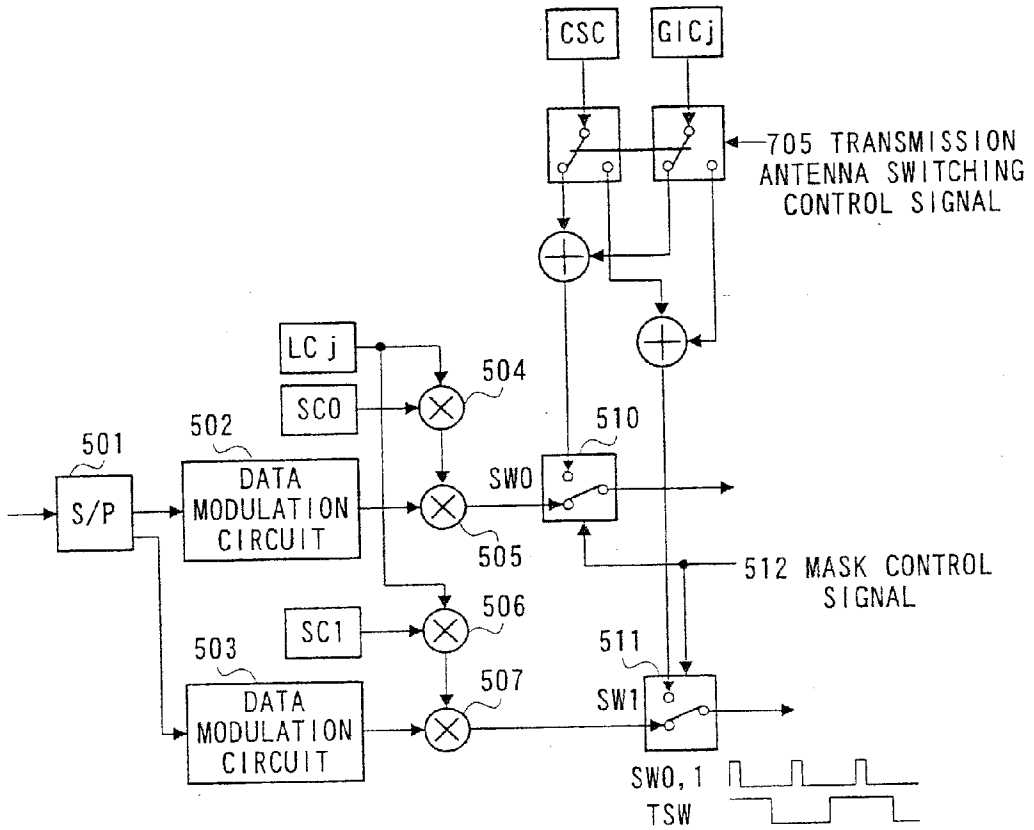 CSC
GICj
705 TRANSMISSION
ANTENNA SWITCHING
CONTROL SIGNAL
LCj
504
SC0
510
501
502
S/P
DATA
MODULATION
CIRCUIT
SW0
505
512 MASK CONTROL
SIGNAL
506
SC1
503
511
DATA
MODULATION
CIRCUIT
507
SW1
SW0,1
TSW